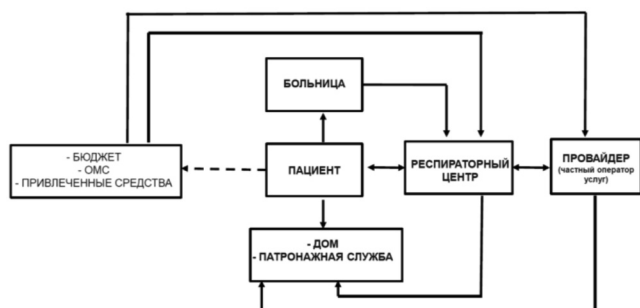 БОЛЬНИЦА
- БЮДЖЕТ
- ОМС
- ПРИВЛЕЧЕННЫЕ СРЕДСТВА
ПАЦИЕНТ
РЕСПИРАТОРНЫЙ
ЦЕНТР
ПРОВАЙДЕР
(частный оператор
услуг)
- ДОМ
- ПАТРОНАЖНАЯ СЛУЖБА